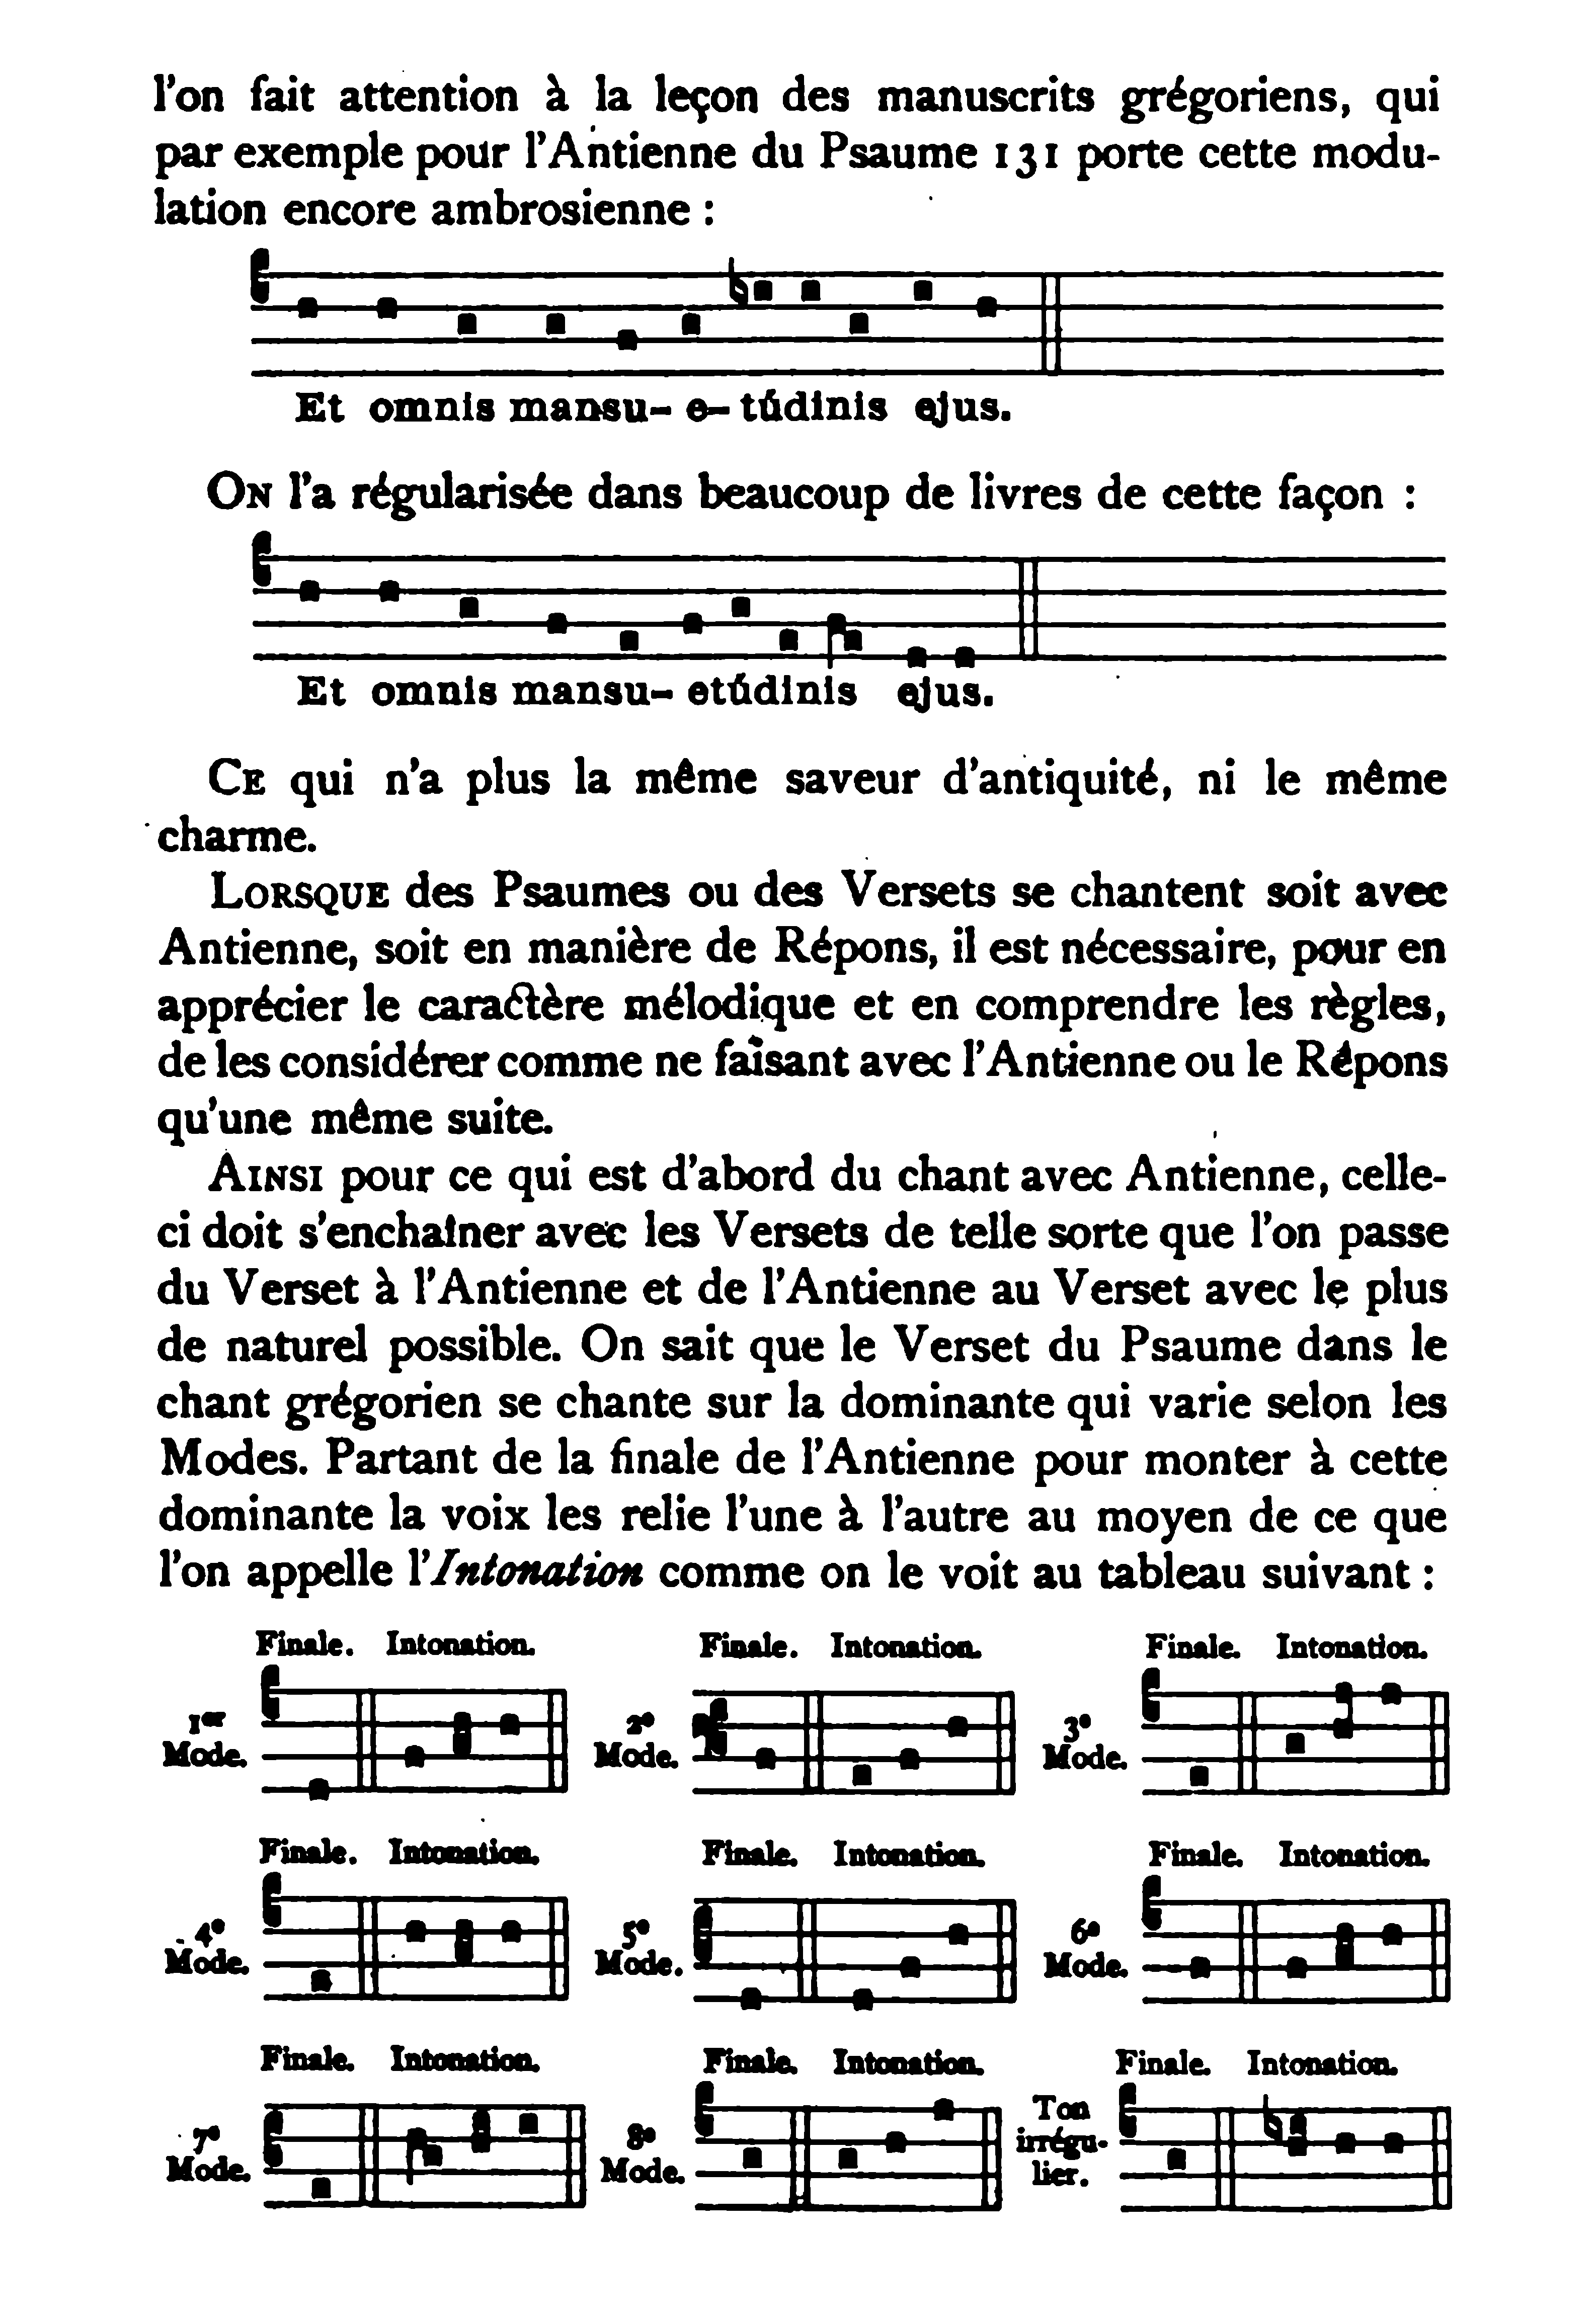 l'on fait attention à la leçon des manuscrits grégoriens, qui
par exemple pour l'Antienne du Psaume 131 porte cette modu-
lation encore ambrosienne :
Et omnis mansu- e- túdinis ejus.
ON l'a régularisée dans beaucoup de livres de cette façon :
Et omnis mansu- etúdinis ejus.
CE qui n'a plus la même saveur d'antiquité, ni le même
charme.
LORSQUE des Psaumes ou des Versets se chantent soit avec
Antienne, soit en manière de Répons, il est nécessaire, pour en
apprécier le caractère mélodique et en comprendre les règles,
de les considérer comme ne faisant avec l'Antienne ou le Répons
qu'une même suite.
AINSI pour ce qui est d'abord du chant avec Antienne, celle-
ci doit s'enchaîner avec les Versets de telle sorte que l'on passe
du Verset à l'Antienne et de l'Antienne au Verset avec le plus
de naturel possible. On sait que le Verset du Psaume dans le
chant grégorien se chante sur la dominante qui varie selon les
Modes. Partant de la finale de l'Antienne pour monter à cette
dominante la voix les relie l'une à l'autre au moyen de ce que
l'on appelle l'Intonation comme on le voit au tableau suivant :
Finale. Intonation. Finale. Intonation. Finale. Intonation.
1er Mode. 2e Mode. 3e Mode.
Finale. Intonation. Finale. Intonation. Finale. Intonation.
4e Mode. 5e Mode. 6e Mode.
Finale. Intonation. Finale. Intonation. Finale. Intonation.
7e Mode. 8e Mode. Ton irrégu-
lier.